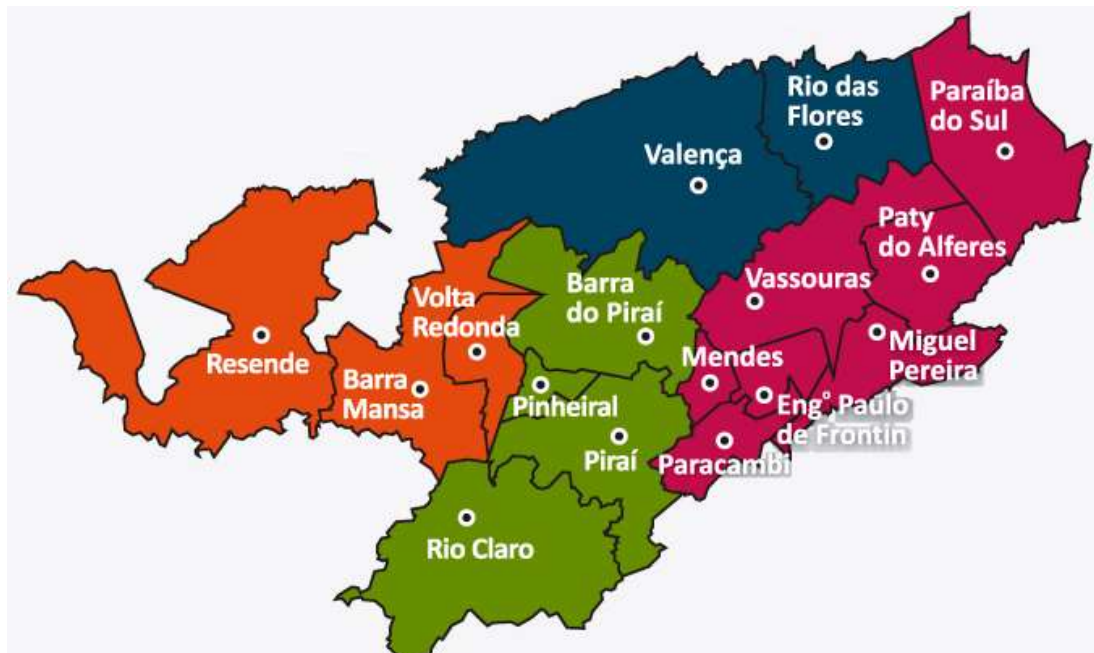 Rio das
Flores
Paraíba
do Sul
Valença
Paty
do Alferes
Vassouras
Barra
do Piraí
Volta
Redonda
Resende
Barra
Mansa
Mendes
Miguel
Pereira
Pinheiral
Engº Paulo
de Frontin
Piraí
Paracambi
Rio Claro